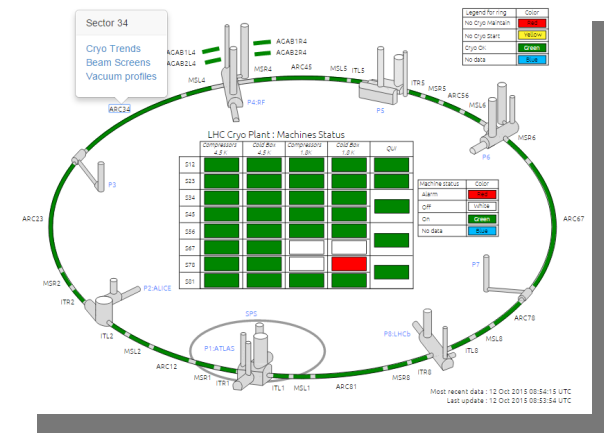 Sector 34
Cryo Trends
Beam Screens
Vacuum profiles
ARC34
AGAB1R4
AGAB2R4
AGAB1L4
AGAB2L4
MSL4
MSR4
ARC45
MSL5
ITL5
P4:RF
P5
ITR5
MSR5
ARC56
MSL6
MSR6
P6
Legend for ring Color
No Cryo Maintain Red
No Cryo Start Yellow
Cryo OK Green
No data Blue
LHC Cryo Plant : Machines Status
Compressors 4.5 K
Cold Box 4.5 K
Compressors 1.8K
Cold Box 1.8 K
QUI
S12
S23
S34
S45
S56
S67
S78
S81
Machine status Color
Alarm Red
Off White
On Green
No data Blue
P3
ARC23
ARC67
MSR2
ITR2
P2:ALICE
ITL2
MSL2
ARC12
SPS
P1:ATLAS
MSR1
ITR1
ITL1
MSL1
ARC81
MSR8
ITR8
P8:LHCb
ITL8
MSL8
ARC78
P7
Most recent data : 12 Oct 2015 08:54:15 UTC
Last update : 12 Oct 2015 08:53:54 UTC